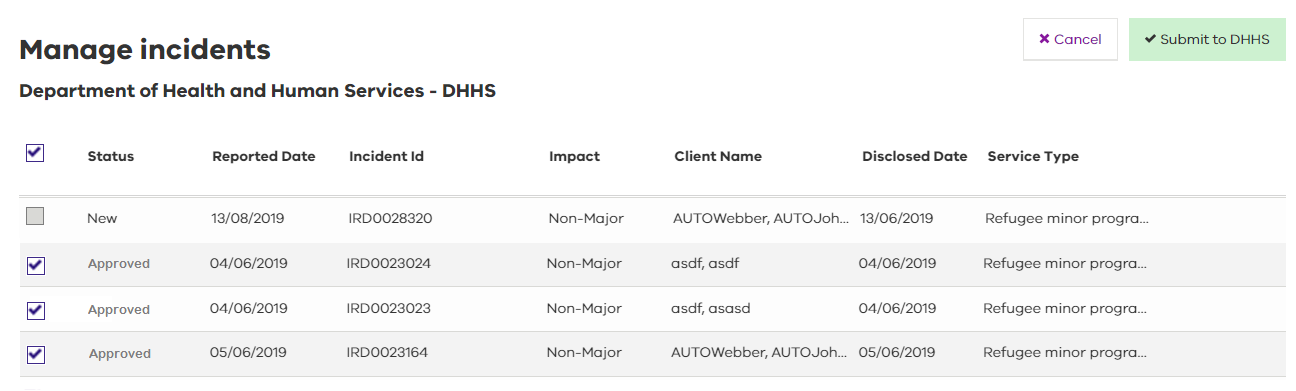 Manage incidents
Cancel
Submit to DHHS
Department of Health and Human Services - DHHS
Status Reported Date Incident Id Impact Client Name Disclosed Date Service Type
New 13/08/2019 IRD0028320 Non-Major AUTOWebber, AUTOJoh... 13/06/2019 Refugee minor progra...
Approved 04/06/2019 IRD0023024 Non-Major asdf, asdf 04/06/2019 Refugee minor progra...
Approved 04/06/2019 IRD0023023 Non-Major asdf, asasd 04/06/2019 Refugee minor progra...
Approved 05/06/2019 IRD0023164 Non-Major AUTOWebber, AUTOJoh... 05/06/2019 Refugee minor progra...